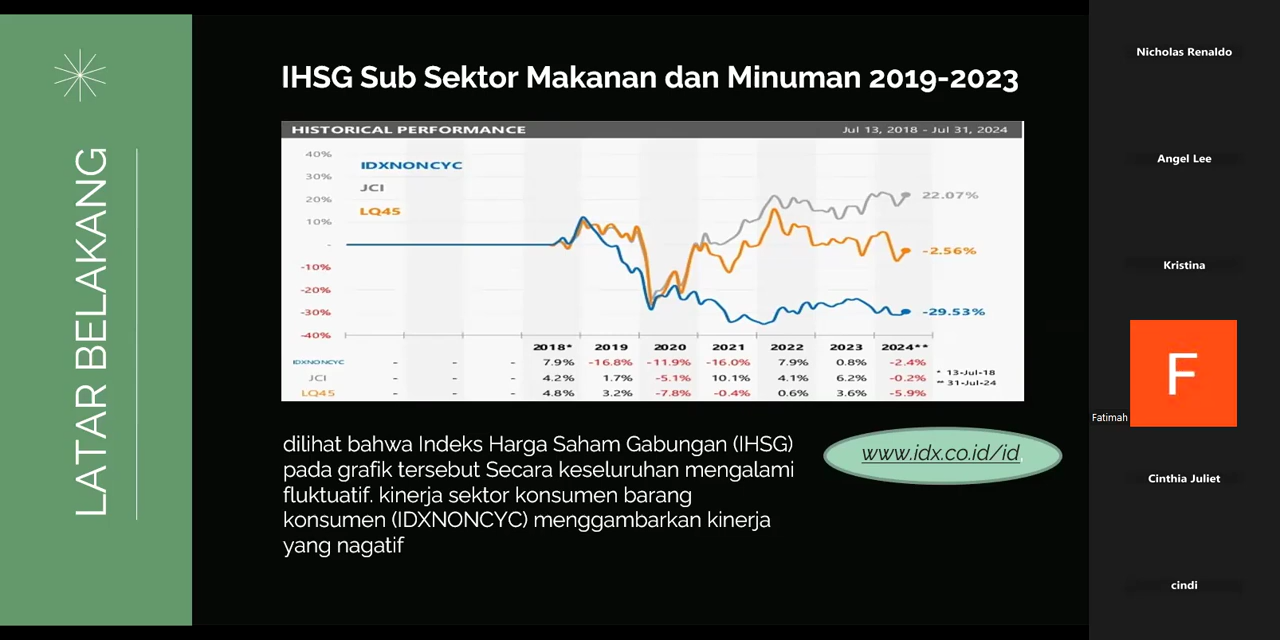 LATAR BELAKANG
IHSG Sub Sektor Makanan dan Minuman 2019-2023
HISTORICAL PERFORMANCE Jul 13, 2018 - Jul 31, 2024
40%
30%
20%
10%
-
-10%
-20%
-30%
-40%
IDXNONCYC
JCI
LQ45
22.07%
-2.56%
-29.53%
2018* 2019 2020 2021 2022 2023 2024**
IDXNONCYC - - - 7.9% -16.8% -11.9% -16.0% 7.9% 0.8% -2.4%
JCI - - - 4.2% 1.7% -5.1% 10.1% 4.1% 6.2% -0.2%
LQ45 - - - 4.8% 3.2% -7.8% -0.4% 0.6% 3.6% -5.9%
* 13-Jul-18
** 31-Jul-24
dilihat bahwa Indeks Harga Saham Gabungan (IHSG)
pada grafik tersebut Secara keseluruhan mengalami
fluktuatif. kinerja sektor konsumen barang
konsumen (IDXNONCYC) menggambarkan kinerja
yang nagatif
www.idx.co.id/id.
Nicholas Renaldo
Angel Lee
Kristina
F
Fatimah
Cinthia Juliet
cindi